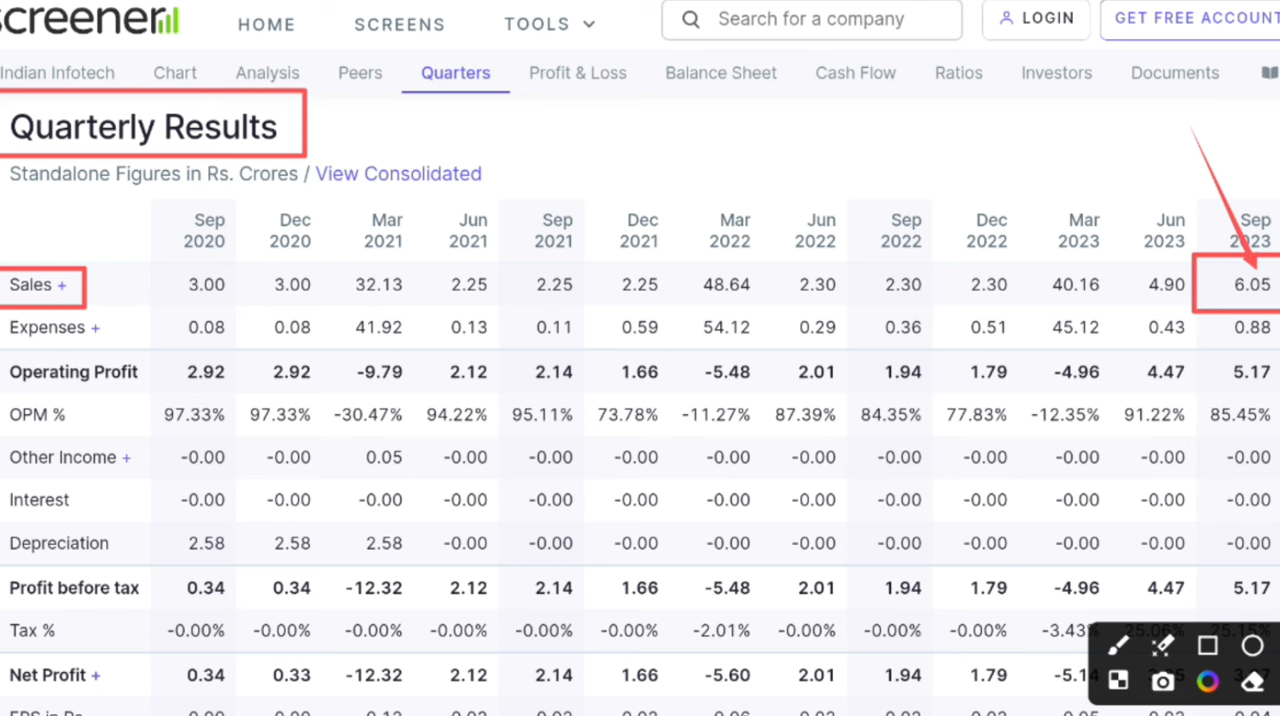 screener
HOME SCREENS TOOLS Search for a company LOGIN GET FREE ACCOUNT
Indian Infotech Chart Analysis Peers Quarters Profit & Loss Balance Sheet Cash Flow Ratios Investors Documents
Quarterly Results
Standalone Figures in Rs. Crores / View Consolidated
Sep 2020 Dec 2020 Mar 2021 Jun 2021 Sep 2021 Dec 2021 Mar 2022 Jun 2022 Sep 2022 Dec 2022 Mar 2023 Jun 2023 Sep 2023
Sales + 3.00 3.00 32.13 2.25 2.25 2.25 48.64 2.30 2.30 2.30 40.16 4.90 6.05
Expenses + 0.08 0.08 41.92 0.13 0.11 0.59 54.12 0.29 0.36 0.51 45.12 0.43 0.88
Operating Profit 2.92 2.92 -9.79 2.12 2.14 1.66 -5.48 2.01 1.94 1.79 -4.96 4.47 5.17
OPM % 97.33% 97.33% -30.47% 94.22% 95.11% 73.78% -11.27% 87.39% 84.35% 77.83% -12.35% 91.22% 85.45%
Other Income + -0.00 -0.00 0.05 -0.00 -0.00 -0.00 -0.00 -0.00 -0.00 -0.00 -0.00 -0.00 -0.00
Interest -0.00 -0.00 -0.00 -0.00 -0.00 -0.00 -0.00 -0.00 -0.00 -0.00 -0.00 -0.00 -0.00
Depreciation 2.58 2.58 2.58 -0.00 -0.00 -0.00 -0.00 -0.00 -0.00 -0.00 -0.00 -0.00 -0.00
Profit before tax 0.34 0.34 -12.32 2.12 2.14 1.66 -5.48 2.01 1.94 1.79 -4.96 4.47 5.17
Tax % -0.00% -0.00% -0.00% -0.00% -0.00% -0.00% -2.01% -0.00% -0.00% -0.00% -3.43% 25.06% 25.15%
Net Profit + 0.34 0.33 -12.32 2.12 2.14 1.66 -5.60 2.01 1.94 1.79